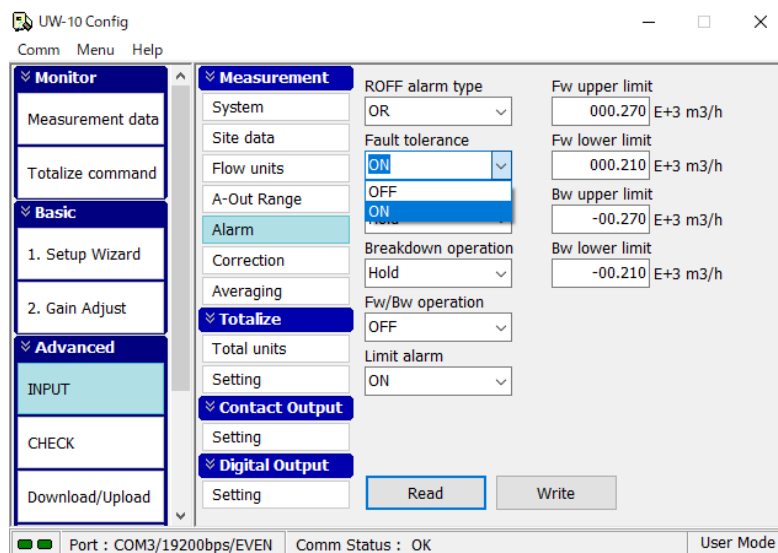 UW-10 Config
Comm Menu Help
Monitor
Measurement data
Totalize command
Basic
1. Setup Wizard
2. Gain Adjust
Advanced
INPUT
CHECK
Download/Upload
Measurement
System
Site data
Flow units
A-Out Range
Alarm
Correction
Averaging
Totalize
Total units
Setting
Contact Output
Setting
Digital Output
Setting
ROFF alarm type
OR
Fault tolerance
ON
OFF
ON
Breakdown operation
Hold
Fw/Bw operation
OFF
Limit alarm
ON
Fw upper limit
000.270 E+3 m3/h
Fw lower limit
000.210 E+3 m3/h
Bw upper limit
-00.270 E+3 m3/h
Bw lower limit
-00.210 E+3 m3/h
Read Write
Port : COM3/19200bps/EVEN Comm Status : OK User Mode